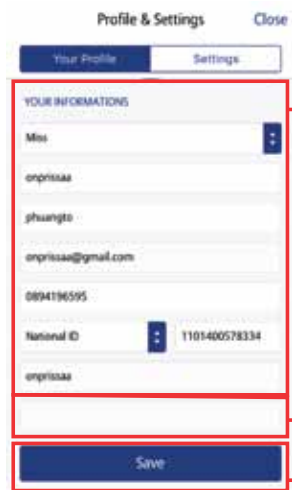 Profile & Settings Close
Your Profile Settings
YOUR INFORMATIONS
Miss
onprissaa
phuangto
onprissaa@gmail.com
0894196595
National ID 1101400578334
onprissaa
Save